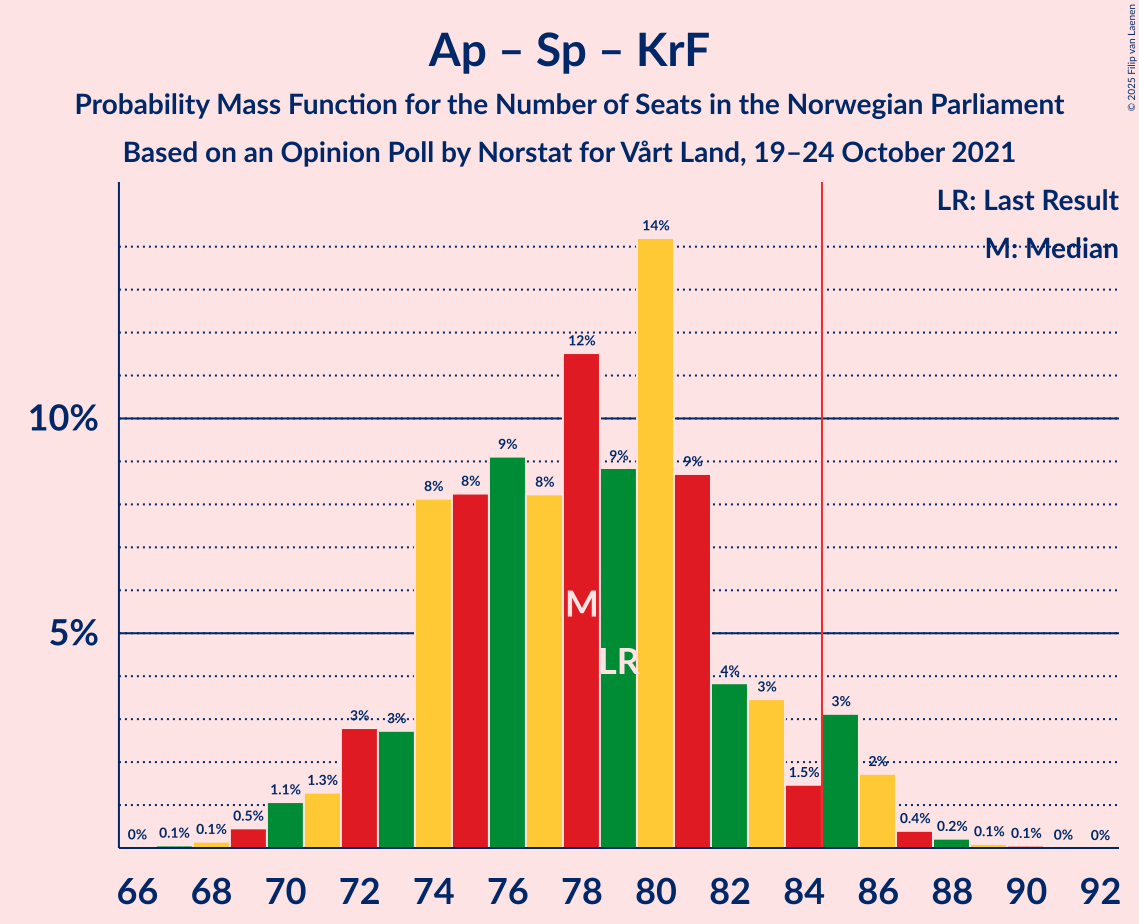 Ap – Sp – KrF
Probability Mass Function for the Number of Seats in the Norwegian Parliament
Based on an Opinion Poll by Norstat for Vårt Land, 19–24 October 2021
© 2025 Filip van Laenen
LR: Last Result
M: Median
10%
5%
0% 0.1% 0.1% 0.5% 1.1% 1.3% 3% 3% 8% 8% 9% 8% 12% 9% 14% 9% 4% 3% 1.5% 3% 2% 0.4% 0.2% 0.1% 0.1% 0% 0%
M
LR
66 68 70 72 74 76 78 80 82 84 86 88 90 92